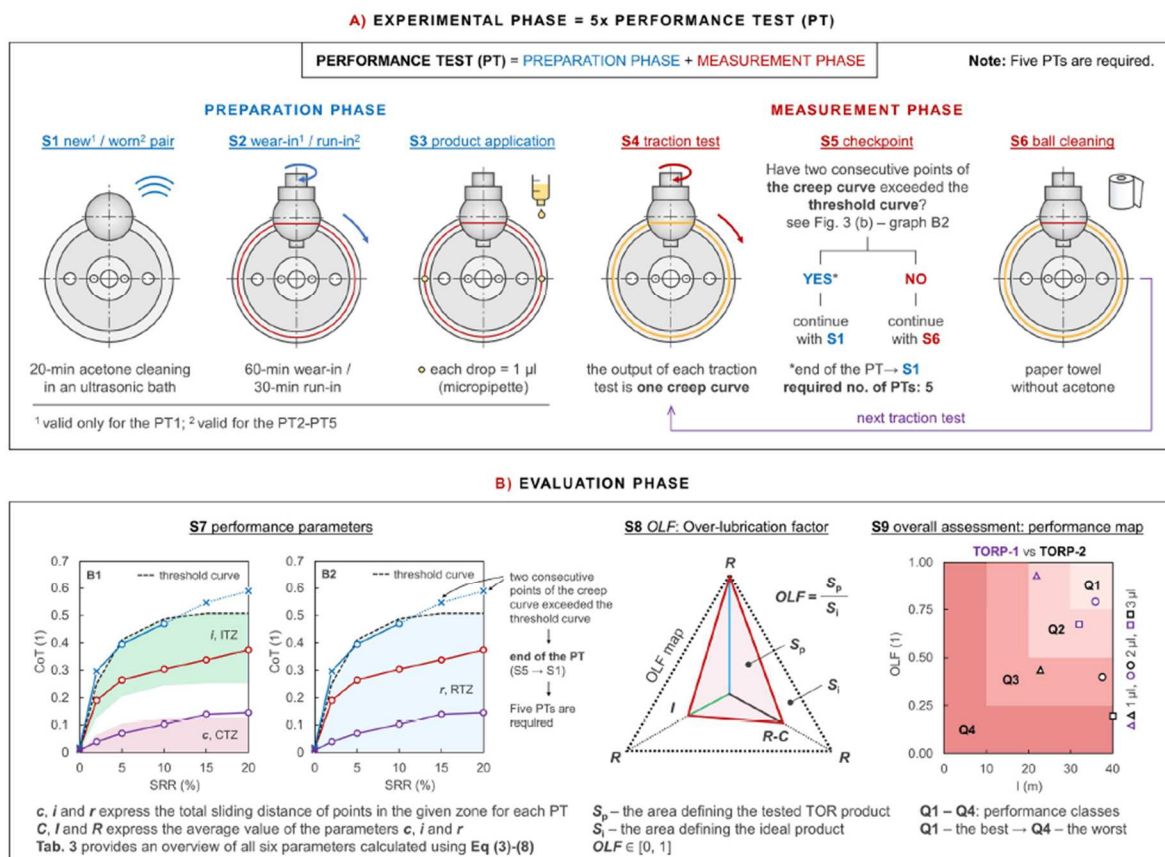 A) EXPERIMENTAL PHASE = 5x PERFORMANCE TEST (PT)
PERFORMANCE TEST (PT) = PREPARATION PHASE + MEASUREMENT PHASE
Note: Five PTs are required.
PREPARATION PHASE
MEASUREMENT PHASE
S1 new¹ / worn² pair
S2 wear-in¹ / run-in²
S3 product application
S4 traction test
S5 checkpoint
S6 ball cleaning
Have two consecutive points of
the creep curve exceeded the
threshold curve?
see Fig. 3 (b) – graph B2
YES*
NO
continue
with S1
continue
with S6
20-min acetone cleaning
in an ultrasonic bath
60-min wear-in /
30-min run-in
each drop = 1 µl
(micropipette)
the output of each traction
test is one creep curve
*end of the PT→ S1
required no. of PTs: 5
paper towel
without acetone
next traction test
¹ valid only for the PT1; ² valid for the PT2-PT5
B) EVALUATION PHASE
S7 performance parameters
S8 OLF: Over-lubrication factor
S9 overall assessment: performance map
CoT (1)
0.7
0.6
0.5
0.4
0.3
0.2
0.1
0
B1
threshold curve
i, ITZ
c, CTZ
0
5
10
15
20
SRR (%)
CoT (1)
0.7
0.6
0.5
0.4
0.3
0.2
0.1
0
B2
threshold curve
r, RTZ
0
5
10
15
20
SRR (%)
two consecutive
points of the creep
curve exceeded the
threshold curve
end of the PT
(S5 → S1)
Five PTs are
required
R
OLF = Sp / Si
OLF map
Sp
Si
I
R-C
R
R
TORP-1 vs TORP-2
OLF (1)
1.00
0.75
0.50
0.25
0.00
Q1
Q2
Q3
Q4
0
10
20
30
40
I (m)
1 µl, 2 µl, 3 µl
c, i and r express the total sliding distance of points in the given zone for each PT
C, I and R express the average value of the parameters c, i and r
Tab. 3 provides an overview of all six parameters calculated using Eq (3)-(8)
Sp – the area defining the tested TOR product
Si – the area defining the ideal product
OLF ∈ [0, 1]
Q1 – Q4: performance classes
Q1 – the best → Q4 – the worst